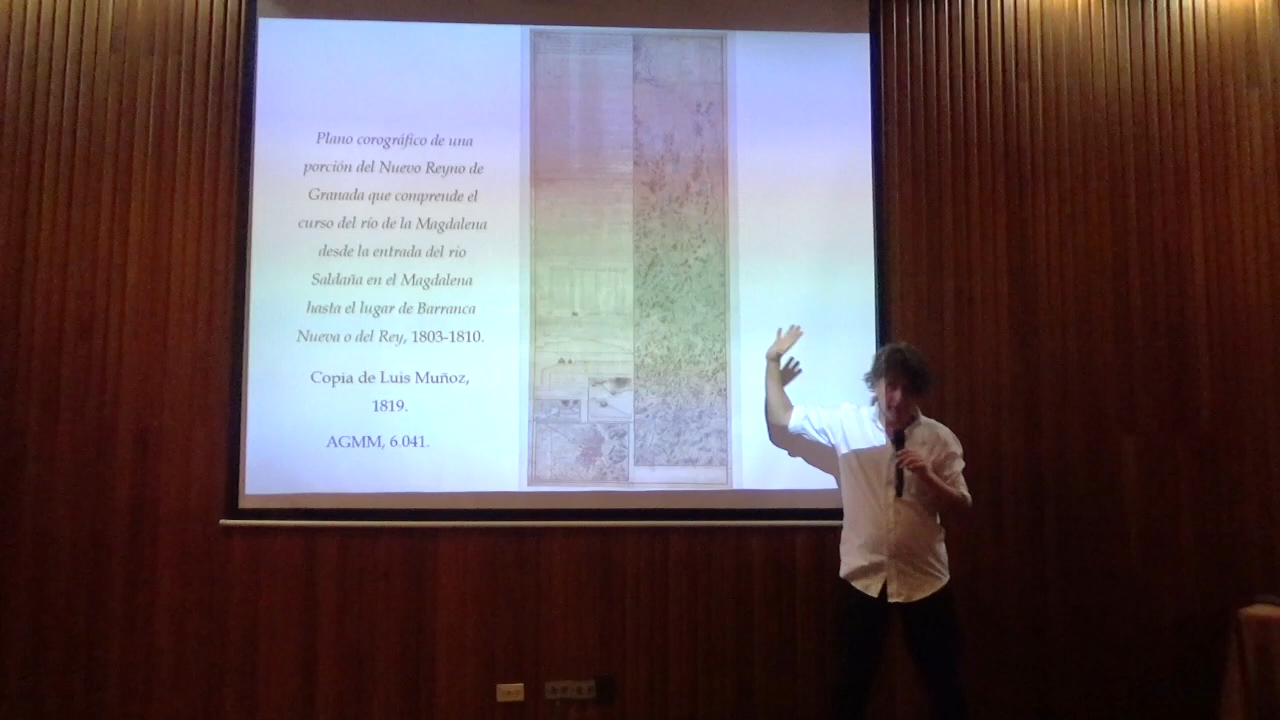 Plano corográfico de una
porción del Nuevo Reyno de
Granada que comprende el
curso del río de la Magdalena
desde la entrada del río
Saldaña en el Magdalena
hasta el lugar de Barranca
Nueva o del Rey, 1803-1810.
Copia de Luis Muñoz,
1819.
AGMM, 6.041.